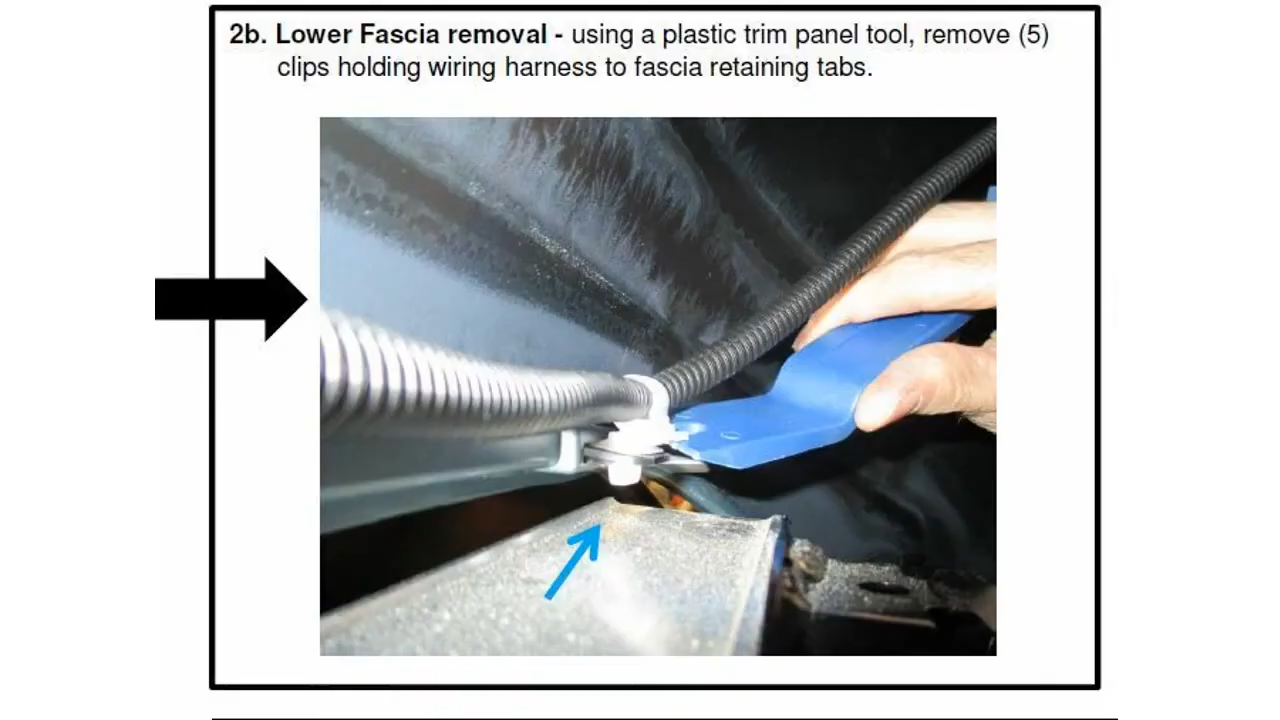 2b. Lower Fascia removal - using a plastic trim panel tool, remove (5)
clips holding wiring harness to fascia retaining tabs.